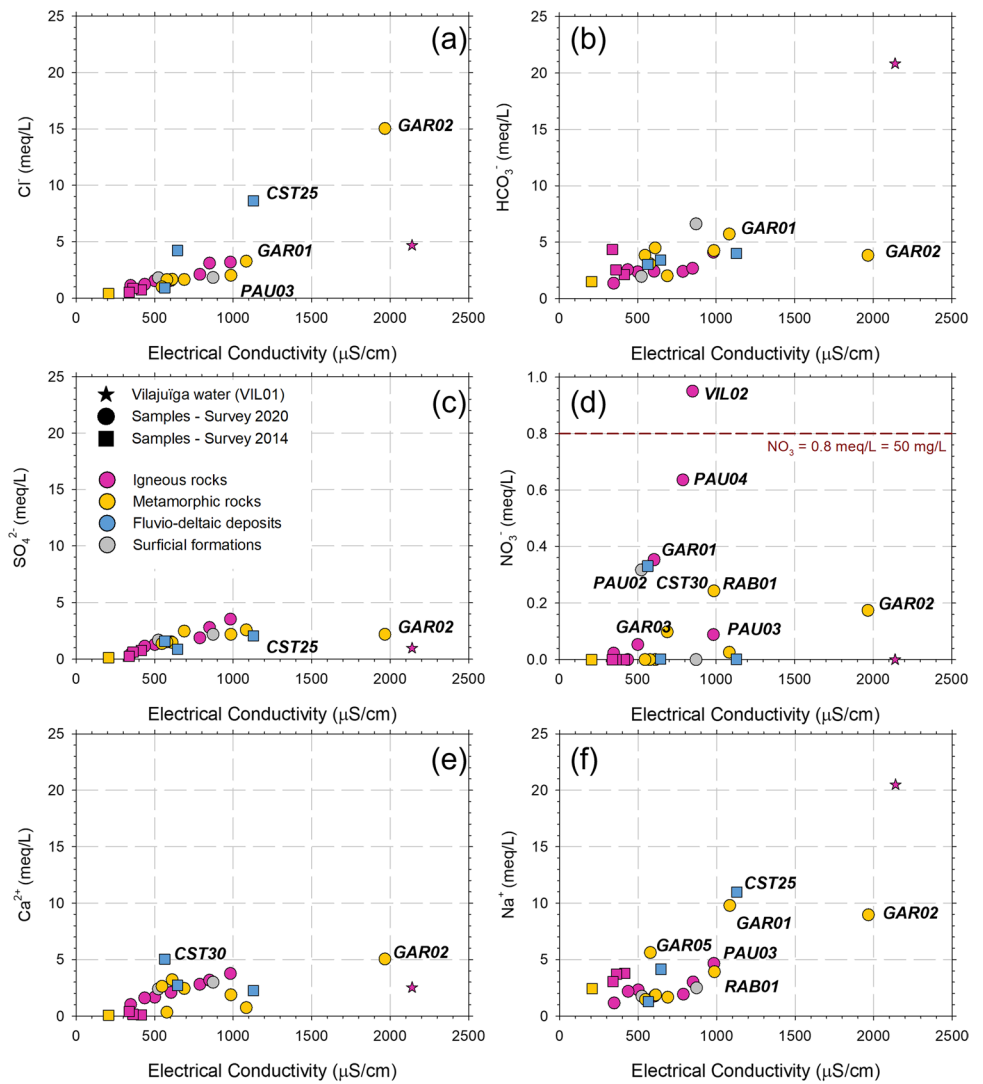 (a)
25
20
15
10
5
0
Cl⁻ (meq/L)
GAR02
CST25
GAR01
PAU03
0 500 1000 1500 2000 2500
Electrical Conductivity (μS/cm)
(b)
25
20
15
10
5
0
HCO₃⁻ (meq/L)
GAR01
GAR02
0 500 1000 1500 2000 2500
Electrical Conductivity (μS/cm)
(c)
25
20
15
10
5
0
SO₄²⁻ (meq/L)
Vilajuïga water (VIL01)
Samples - Survey 2020
Samples - Survey 2014
Igneous rocks
Metamorphic rocks
Fluvio-deltaic deposits
Surficial formations
GAR02
CST25
0 500 1000 1500 2000 2500
Electrical Conductivity (μS/cm)
(d)
1.0
0.8
0.6
0.4
0.2
0.0
NO₃⁻ (meq/L)
VIL02
NO₃ = 0.8 meq/L = 50 mg/L
PAU04
GAR01
PAU02 CST30 RAB01
GAR02
GAR03 PAU03
0 500 1000 1500 2000 2500
Electrical Conductivity (μS/cm)
(e)
25
20
15
10
5
0
Ca²⁺ (meq/L)
CST30
GAR02
0 500 1000 1500 2000 2500
Electrical Conductivity (μS/cm)
(f)
25
20
15
10
5
0
Na⁺ (meq/L)
CST25
GAR01
GAR02
GAR05
PAU03
RAB01
0 500 1000 1500 2000 2500
Electrical Conductivity (μS/cm)